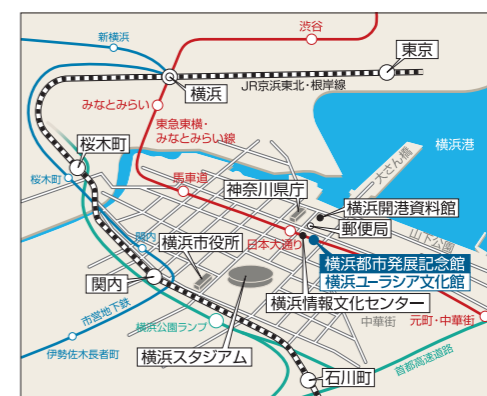 渋谷
新横浜
東京
横浜
JR京浜東北・根岸線
みなとみらい
東急東横・
みなとみらい線
桜木町
横浜港
大さん橋
馬車道
神奈川県庁
桜木町
横浜開港資料館
郵便局
山下公園
関内
横浜市役所
日本大通り
横浜都市発展記念館
横浜ユーラシア文化館
関内
横浜情報文化センター
市営地下鉄
中華街
元町・中華街
横浜公園ランプ
伊勢佐木長者町
横浜スタジアム
首都高速道路
石川町